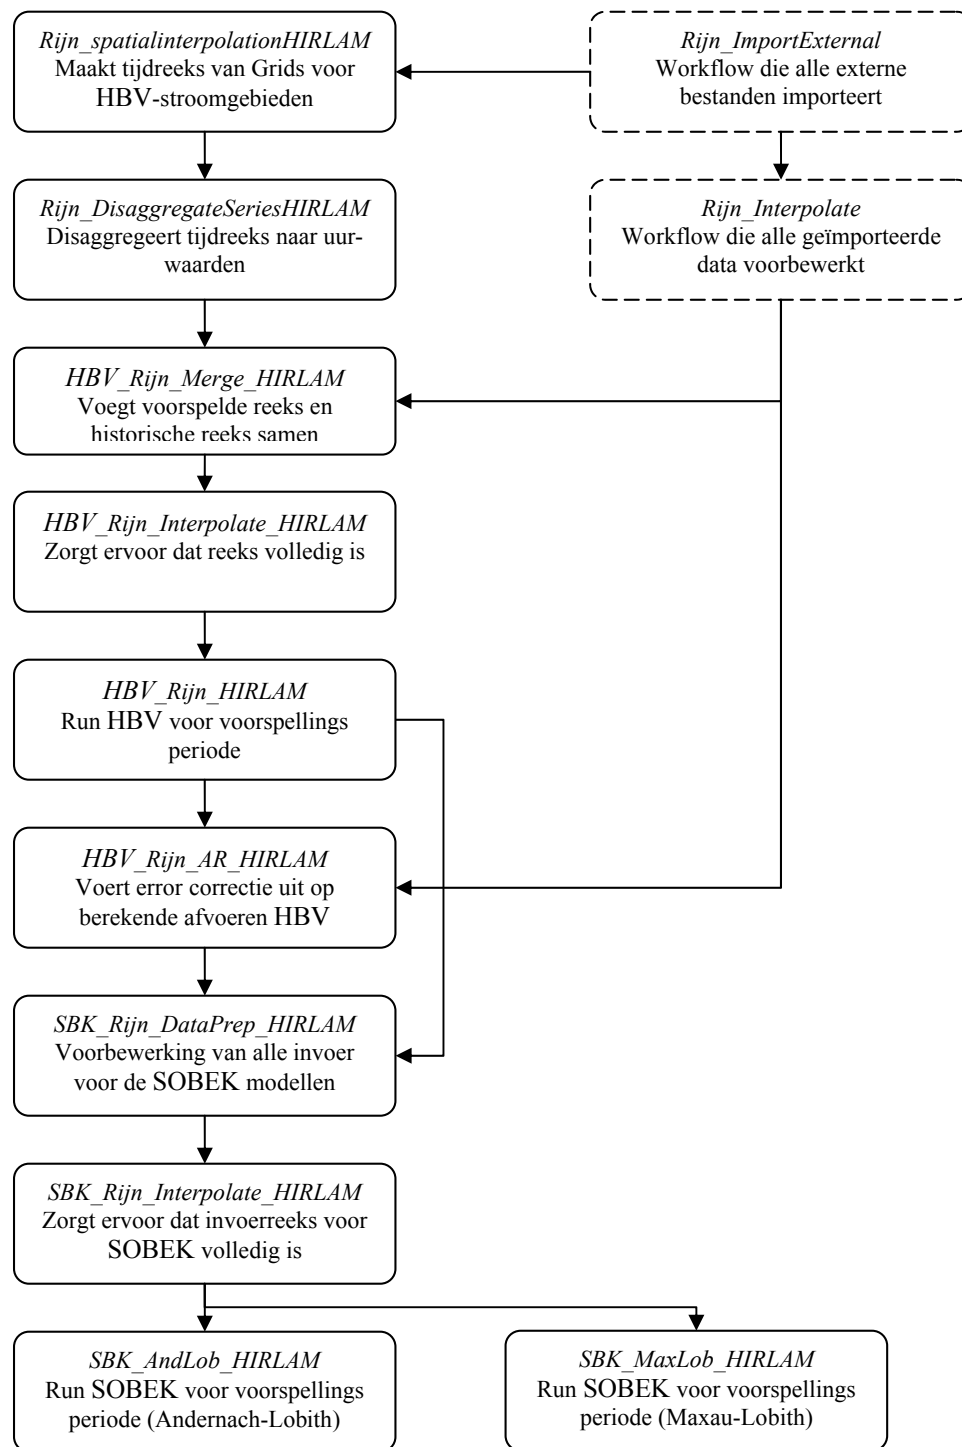 Rijn_spatialinterpolationHIRLAM
Maakt tijdreeks van Grids voor
HBV-stroomgebieden
Rijn_ImportExternal
Workflow die alle externe
bestanden importeert
Rijn_DisaggregateSeriesHIRLAM
Disaggregeert tijdreeks naar uur-
waarden
Rijn_Interpolate
Workflow die alle geïmporteerde
data voorbewerkt
HBV_Rijn_Merge_HIRLAM
Voegt voorspelde reeks en
historische reeks samen
HBV_Rijn_Interpolate_HIRLAM
Zorgt ervoor dat reeks volledig is
HBV_Rijn_HIRLAM
Run HBV voor voorspellings
periode
HBV_Rijn_AR_HIRLAM
Voert error correctie uit op
berekende afvoeren HBV
SBK_Rijn_DataPrep_HIRLAM
Voorbewerking van alle invoer
voor de SOBEK modellen
SBK_Rijn_Interpolate_HIRLAM
Zorgt ervoor dat invoerreeks voor
SOBEK volledig is
SBK_AndLob_HIRLAM
Run SOBEK voor voorspellings
periode (Andernach-Lobith)
SBK_MaxLob_HIRLAM
Run SOBEK voor voorspellings
periode (Maxau-Lobith)